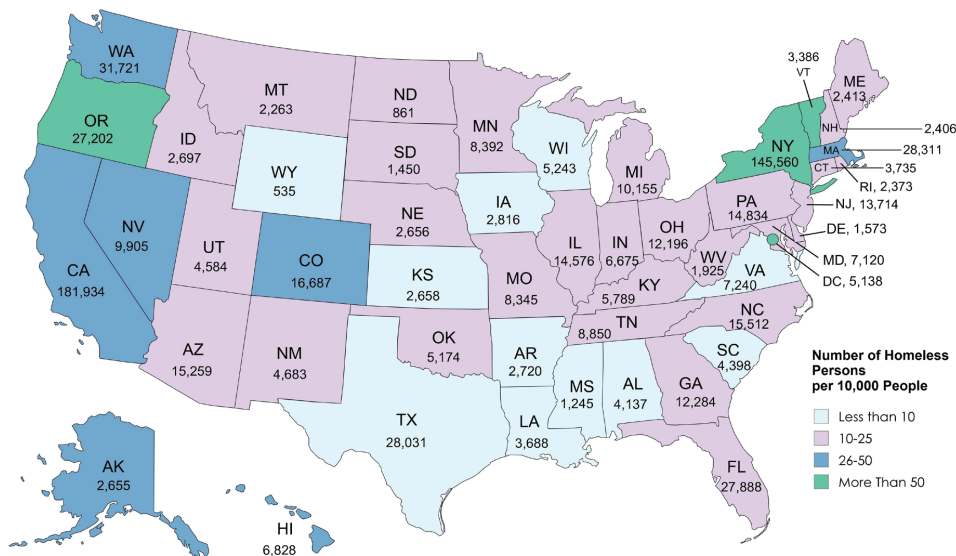 WA
31,721
OR
27,202
CA
181,934
NV
9,905
ID
2,697
MT
2,263
WY
535
UT
4,584
AZ
15,259
CO
16,687
NM
4,683
ND
861
SD
1,450
NE
2,656
KS
2,658
OK
5,174
TX
28,031
MN
8,392
IA
2,816
MO
8,345
AR
2,720
LA
3,688
WI
5,243
IL
14,576
MI
10,155
IN
6,675
OH
12,196
KY
5,789
TN
8,850
MS
1,245
AL
4,137
GA
12,284
FL
27,888
SC
4,398
NC
15,512
VA
7,240
WV
1,925
PA
14,834
NY
145,560
3,386
VT
ME
2,413
NH
2,406
MA
28,311
CT
3,735
RI, 2,373
NJ, 13,714
DE, 1,573
MD, 7,120
DC, 5,138
AK
2,655
HI
6,828
Number of Homeless
Persons
per 10,000 People
Less than 10
10-25
26-50
More Than 50